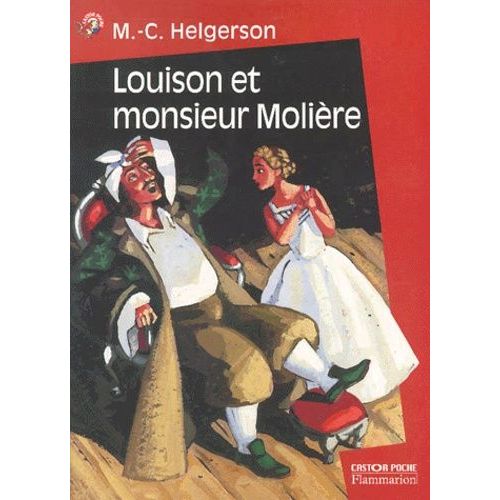 M.-C. Helgerson
Louison et
monsieur Molière
CASTOR POCHE
Flammarion